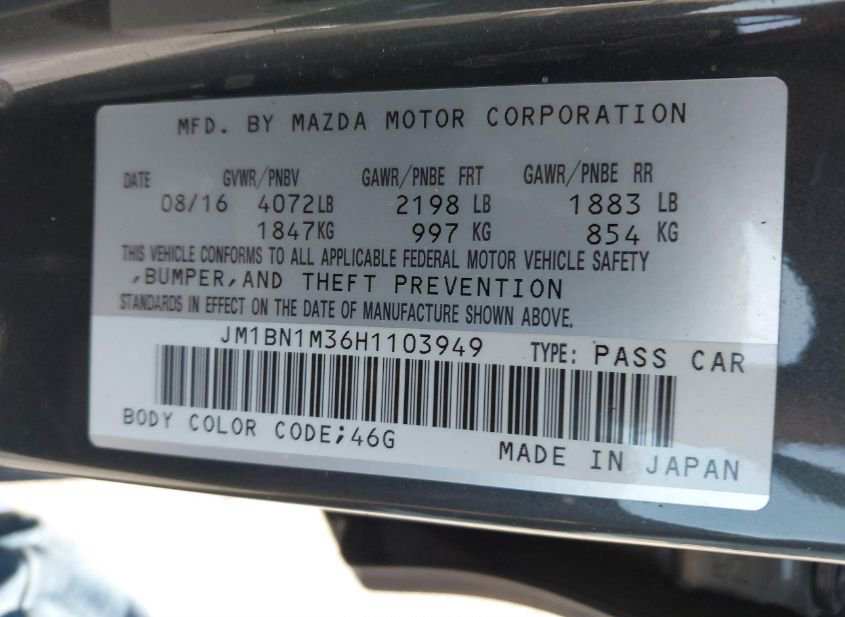 MFD. BY MAZDA MOTOR CORPORATION
DATE GVWR/PNBV GAWR/PNBE FRT GAWR/PNBE RR
08/16 4072LB 2198 LB 1883 LB
1847KG 997 KG 854 KG
THIS VEHICLE CONFORMS TO ALL APPLICABLE FEDERAL MOTOR VEHICLE SAFETY
,BUMPER,AND THEFT PREVENTION
STANDARDS IN EFFECT ON THE DATE OF MANUFACTURE SHOWN ABOVE.
JM1BN1M36H1103949 TYPE: PASS CAR
BODY COLOR CODE;46G
MADE IN JAPAN